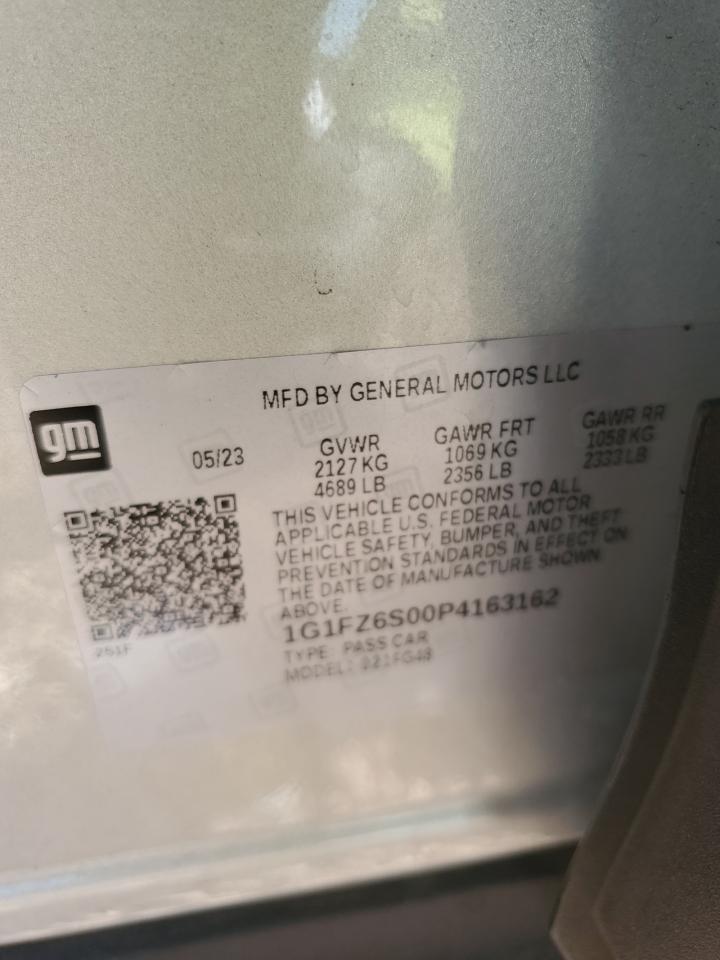 MFD BY GENERAL MOTORS LLC
gm
05/23
GVWR
2127 KG
4689 LB
GAWR FRT
1069 KG
2356 LB
GAWR RR
1058 KG
2333 LB
THIS VEHICLE CONFORMS TO ALL
APPLICABLE U.S. FEDERAL MOTOR
VEHICLE SAFETY, BUMPER, AND THEFT
PREVENTION STANDARDS IN EFFECT ON
THE DATE OF MANUFACTURE SHOWN
ABOVE.
1G1FZ6S00P4163162
TYPE: PASS CAR
MODEL:
251F